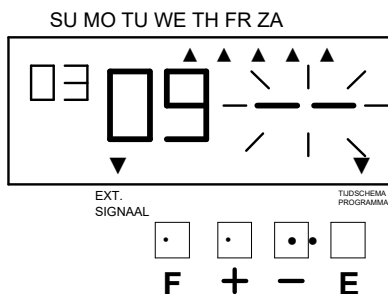 SU MO TU WE TH FR ZA
03 09 --
EXT. TIJDSCHEMA
SIGNAAL PROGRAMMA
F + - E